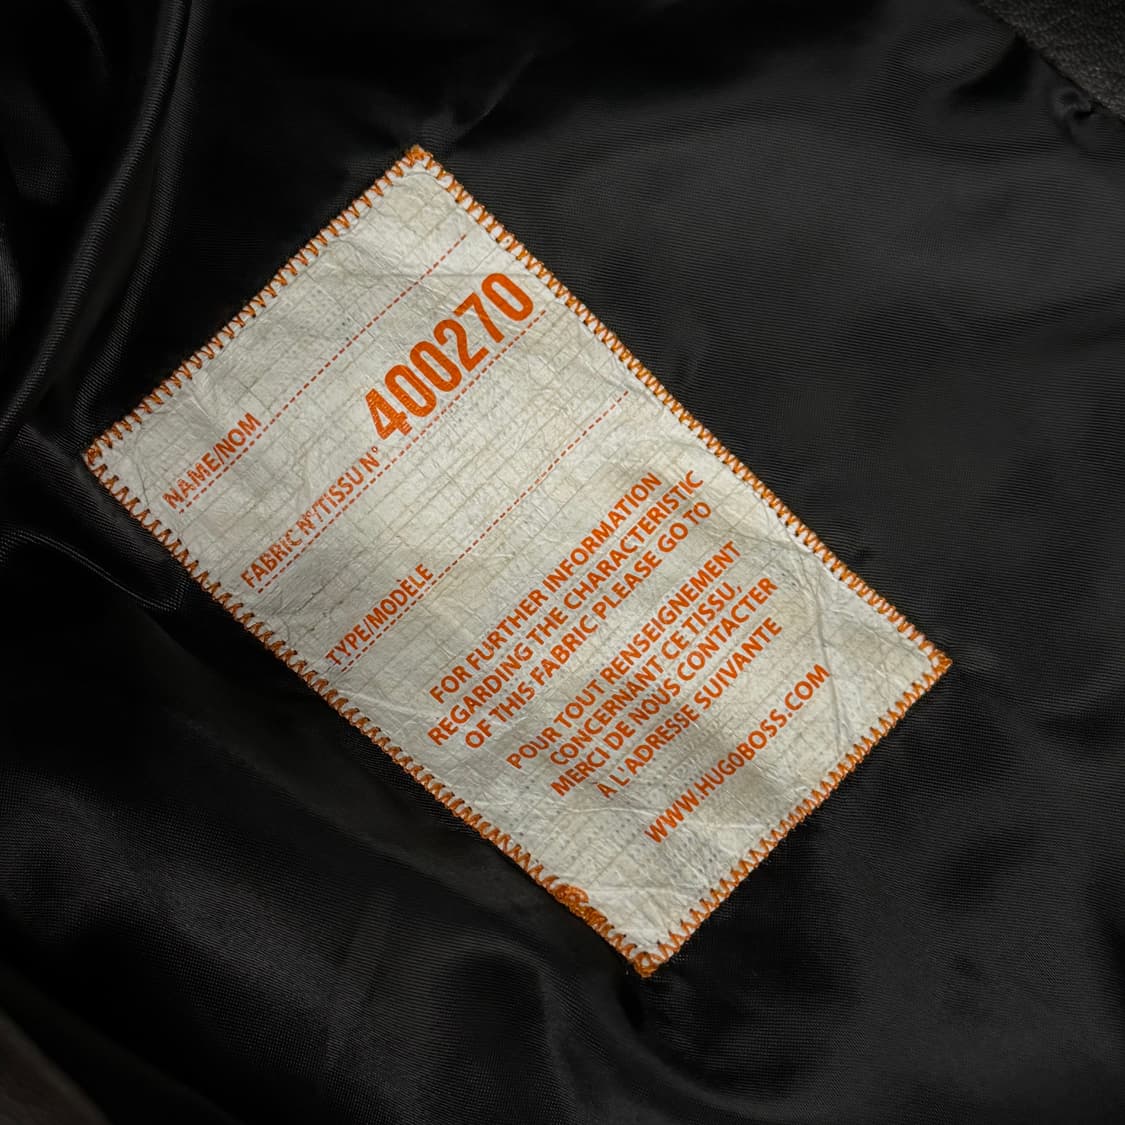 NAME/NOM
FABRIC N°/TISSU N° 400270
TYPE/MODÈLE
FOR FURTHER INFORMATION
REGARDING THE CHARACTERISTIC
OF THIS FABRIC PLEASE GO TO
POUR TOUT RENSEIGNEMENT
CONCERNANT CE TISSU,
MERCI DE NOUS CONTACTER
À L'ADRESSE SUIVANTE
WWW.HUGOBOSS.COM